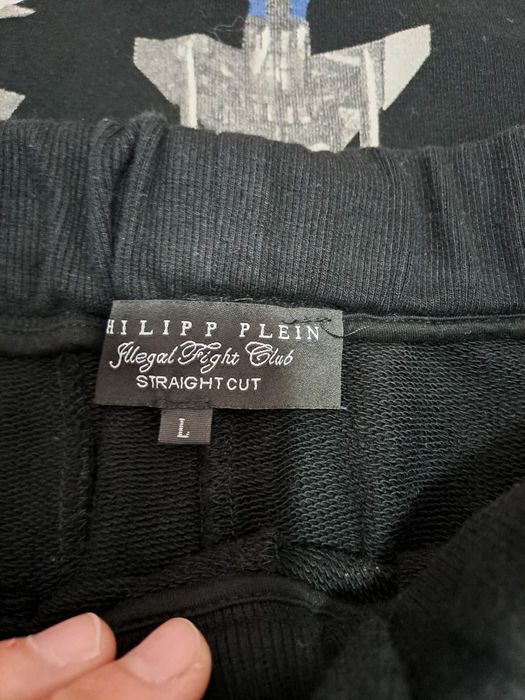 HILIPP PLEIN
Illegal Fight Club
STRAIGHT CUT
L